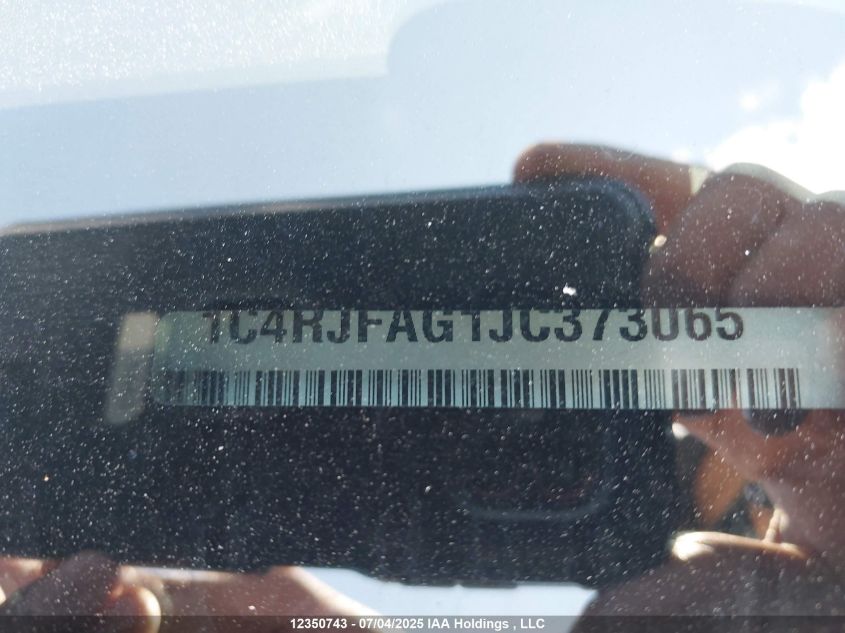 1C4RJFAG1JC373065
12350743 - 07/04/2025 IAA Holdings , LLC